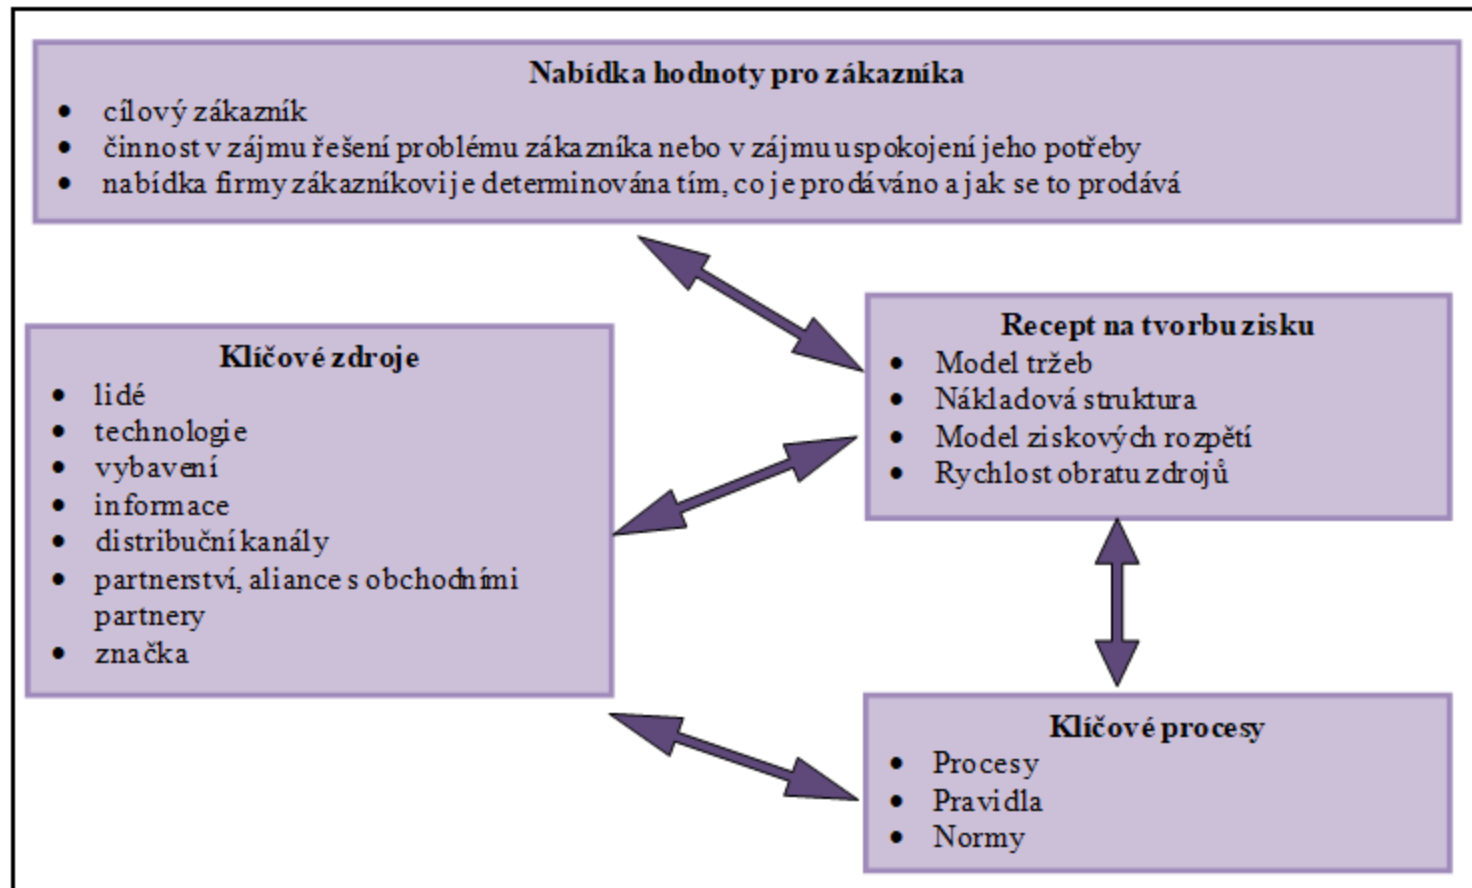 Nabídka hodnoty pro zákazníka
• cílový zákazník
• činnost v zájmu řešení problému zákazníka nebo v zájmu uspokojení jeho potřeby
• nabídka firmy zákazníkovi je determinována tím, co je prodáváno a jak se to prodává
Klíčové zdroje
• lidé
• technologie
• vybavení
• informace
• distribuční kanály
• partnerství, aliance s obchodními
partnery
• značka
Recept na tvorbu zisku
• Model tržeb
• Nákladová struktura
• Model ziskových rozpětí
• Rychlost obratu zdrojů
Klíčové procesy
• Procesy
• Pravidla
• Normy